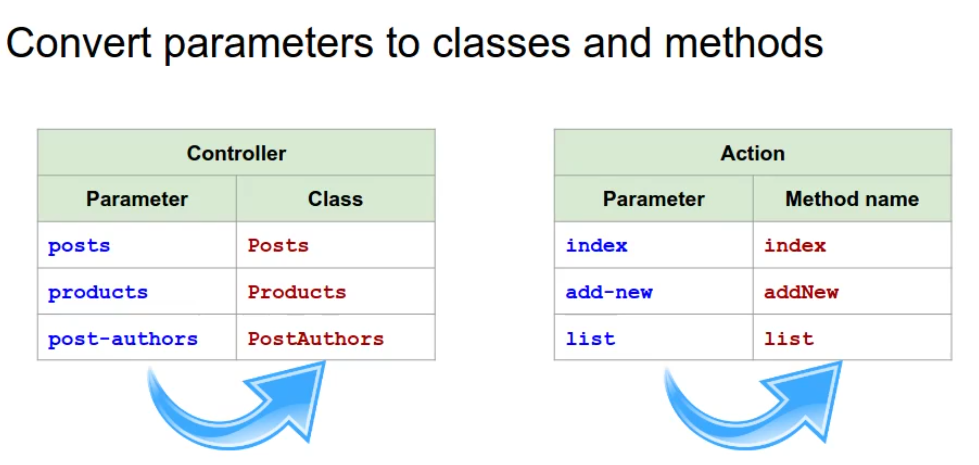 Convert parameters to classes and methods
Controller
Parameter Class
posts Posts
products Products
post-authors PostAuthors
Action
Parameter Method name
index index
add-new addNew
list list